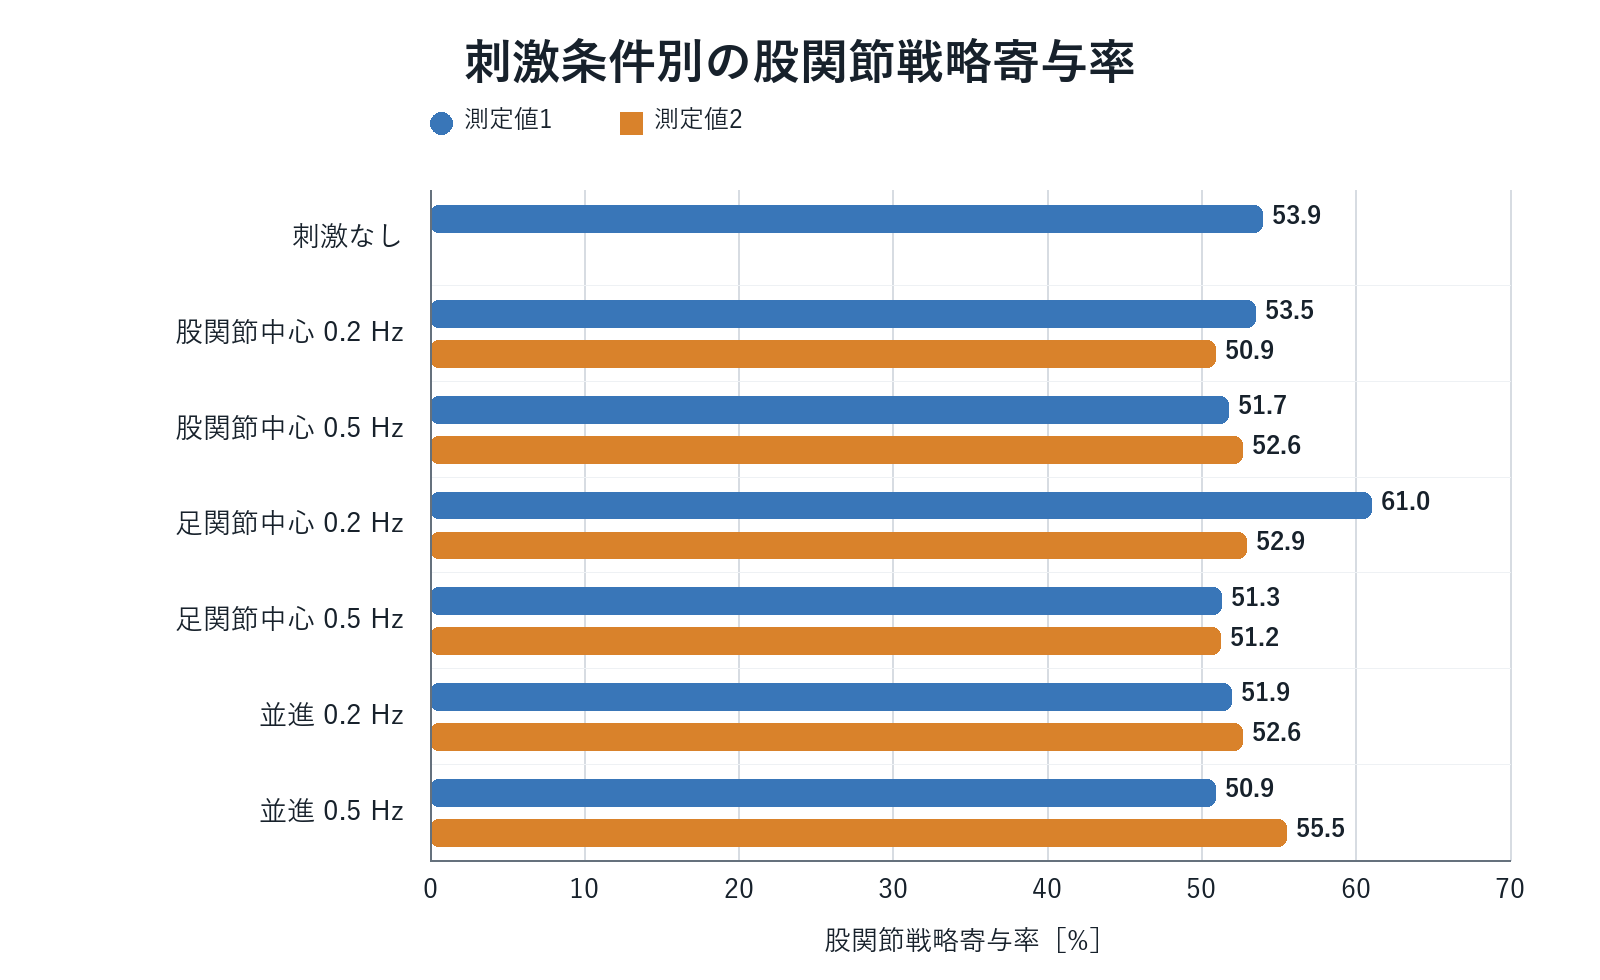 刺激条件別の股関節戦略寄与率
測定値1 測定値2
刺激なし 53.9
股関節中心 0.2 Hz 53.5 50.9
股関節中心 0.5 Hz 51.7 52.6
足関節中心 0.2 Hz 61.0 52.9
足関節中心 0.5 Hz 51.3 51.2
並進 0.2 Hz 51.9 52.6
並進 0.5 Hz 50.9 55.5
0 10 20 30 40 50 60 70
股関節戦略寄与率［%］